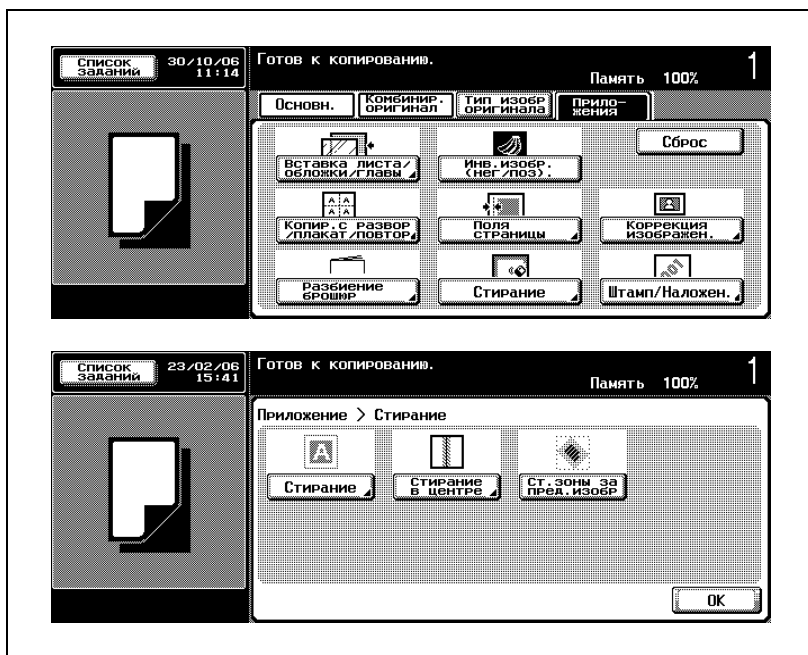 Список
заданий
30/10/06
11:14
Готов к копированию.
Память 100%
1
Основн.
Комбинир.
оригинал
Тип изобр
оригинала
Прило-
жения
Вставка листа/
обложки/главы
Инв.изобр.
(нег/поз).
Сброс
Копир.с развор
/плакат/повтор
Поля
страницы
Коррекция
изображен.
Разбиение
брошюр
Стирание
Штамп/Наложен.
Список
заданий
23/02/06
15:41
Готов к копированию.
Память 100%
1
Приложение > Стирание
Стирание
Стирание
в центре
Ст.зоны за
пред.изобр
OK